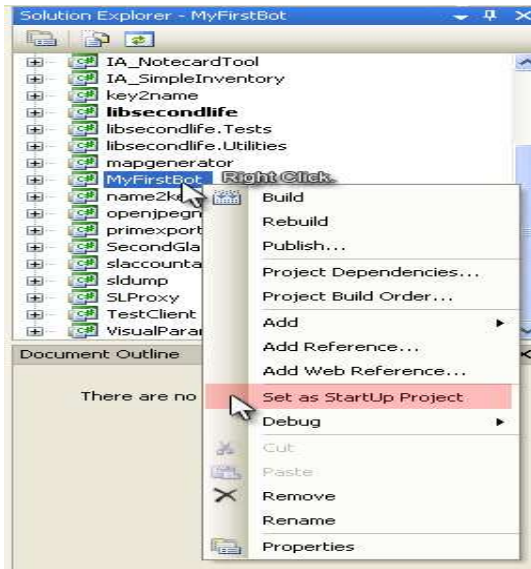 Solution Explorer - MyFirstBot
IA_NotecardTool
IA_SimpleInventory
key2name
libsecondlife
libsecondlife.Tests
libsecondlife.Utilities
mapgenerator
MyFirstBot
Right Click.
name2ke
openjpegn
primexport
SecondGla
slaccounta
sldump
SLProxy
TestClient
VisualParar
Document Outline
There are no
Build
Rebuild
Publish...
Project Dependencies...
Project Build Order...
Add
Add Reference...
Add Web Reference...
Set as StartUp Project
Debug
Cut
Paste
Remove
Rename
Properties